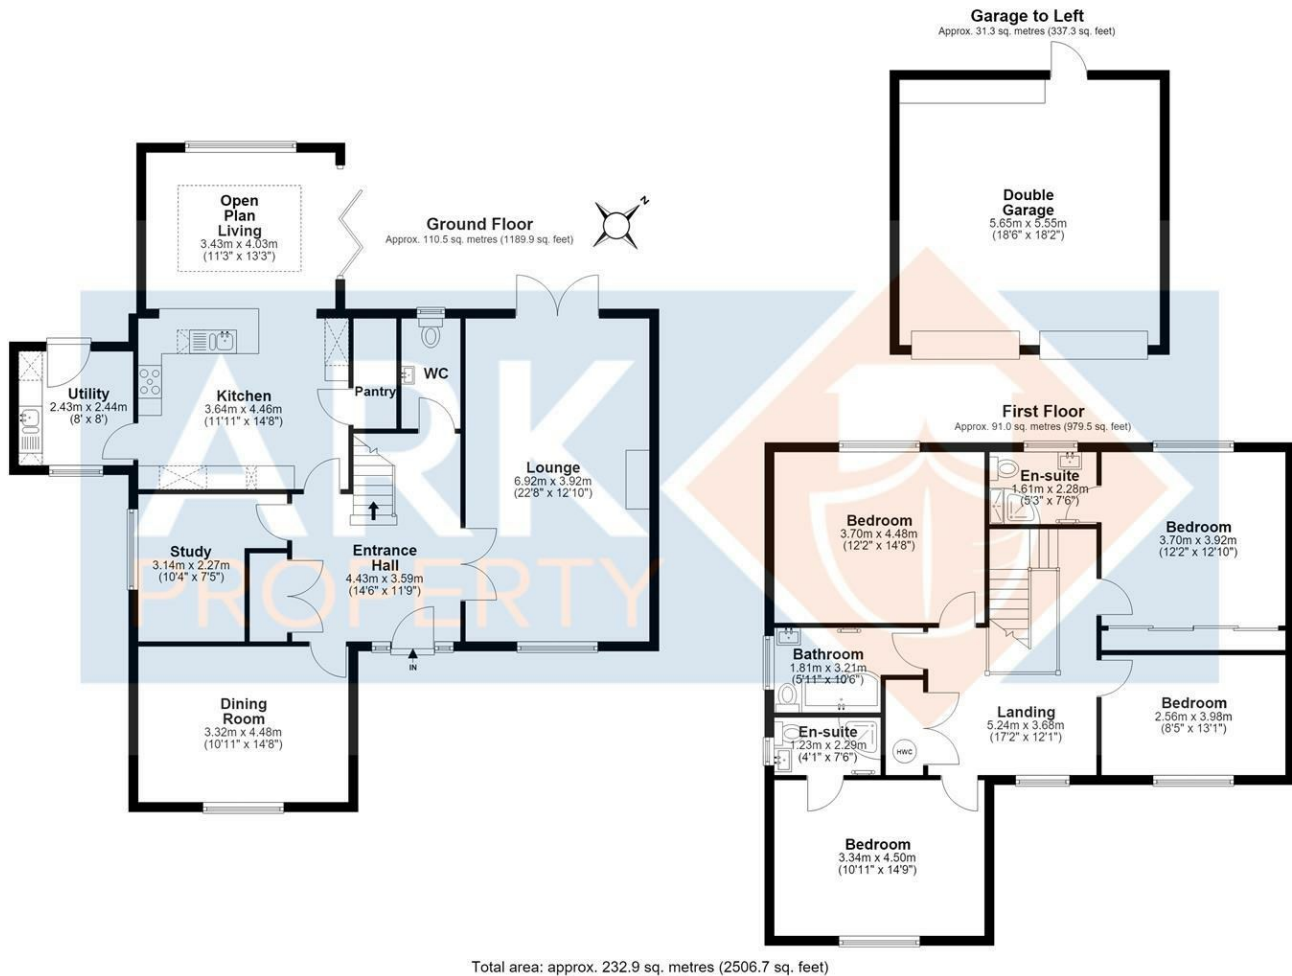 Garage to Left
Approx. 31.3 sq. metres (337.3 sq. feet)
Double
Garage
5.65m x 5.55m
(18'6" x 18'2")
Ground Floor
Approx. 110.5 sq. metres (1189.9 sq. feet)
N
Open
Plan
Living
3.43m x 4.03m
(11'3" x 13'3")
Utility
2.43m x 2.44m
(8' x 8')
Kitchen
3.64m x 4.46m
(11'11" x 14'8")
Pantry
WC
Lounge
6.92m x 3.92m
(22'8" x 12'10")
Study
3.14m x 2.27m
(10'4" x 7'5")
Entrance
Hall
4.43m x 3.59m
(14'6" x 11'9")
IN
Dining
Room
3.32m x 4.48m
(10'11" x 14'8")
First Floor
Approx. 91.0 sq. metres (979.5 sq. feet)
Bedroom
3.70m x 4.48m
(12'2" x 14'8")
En-suite
1.61m x 2.28m
(5'3" x 7'6")
Bedroom
3.70m x 3.92m
(12'2" x 12'10")
Bathroom
1.81m x 3.21m
(5'11" x 10'6")
En-suite
1.23m x 2.29m
(4'1" x 7'6")
HWC
Landing
5.24m x 3.68m
(17'2" x 12'1")
Bedroom
2.56m x 3.98m
(8'5" x 13'1")
Bedroom
3.34m x 4.50m
(10'11" x 14'9")
ARK
PROPERTY
Total area: approx. 232.9 sq. metres (2506.7 sq. feet)